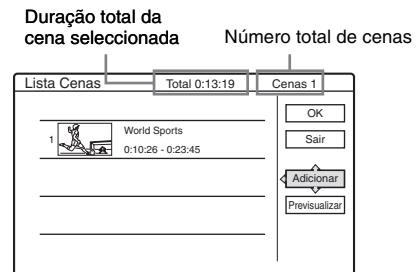 Duração total da
cena seleccionada
Número total de cenas
Lista Cenas Total 0:13:19 Cenas 1
OK
1 World Sports
Sair
0:10:26 - 0:23:45
Adicionar
Previsualizar